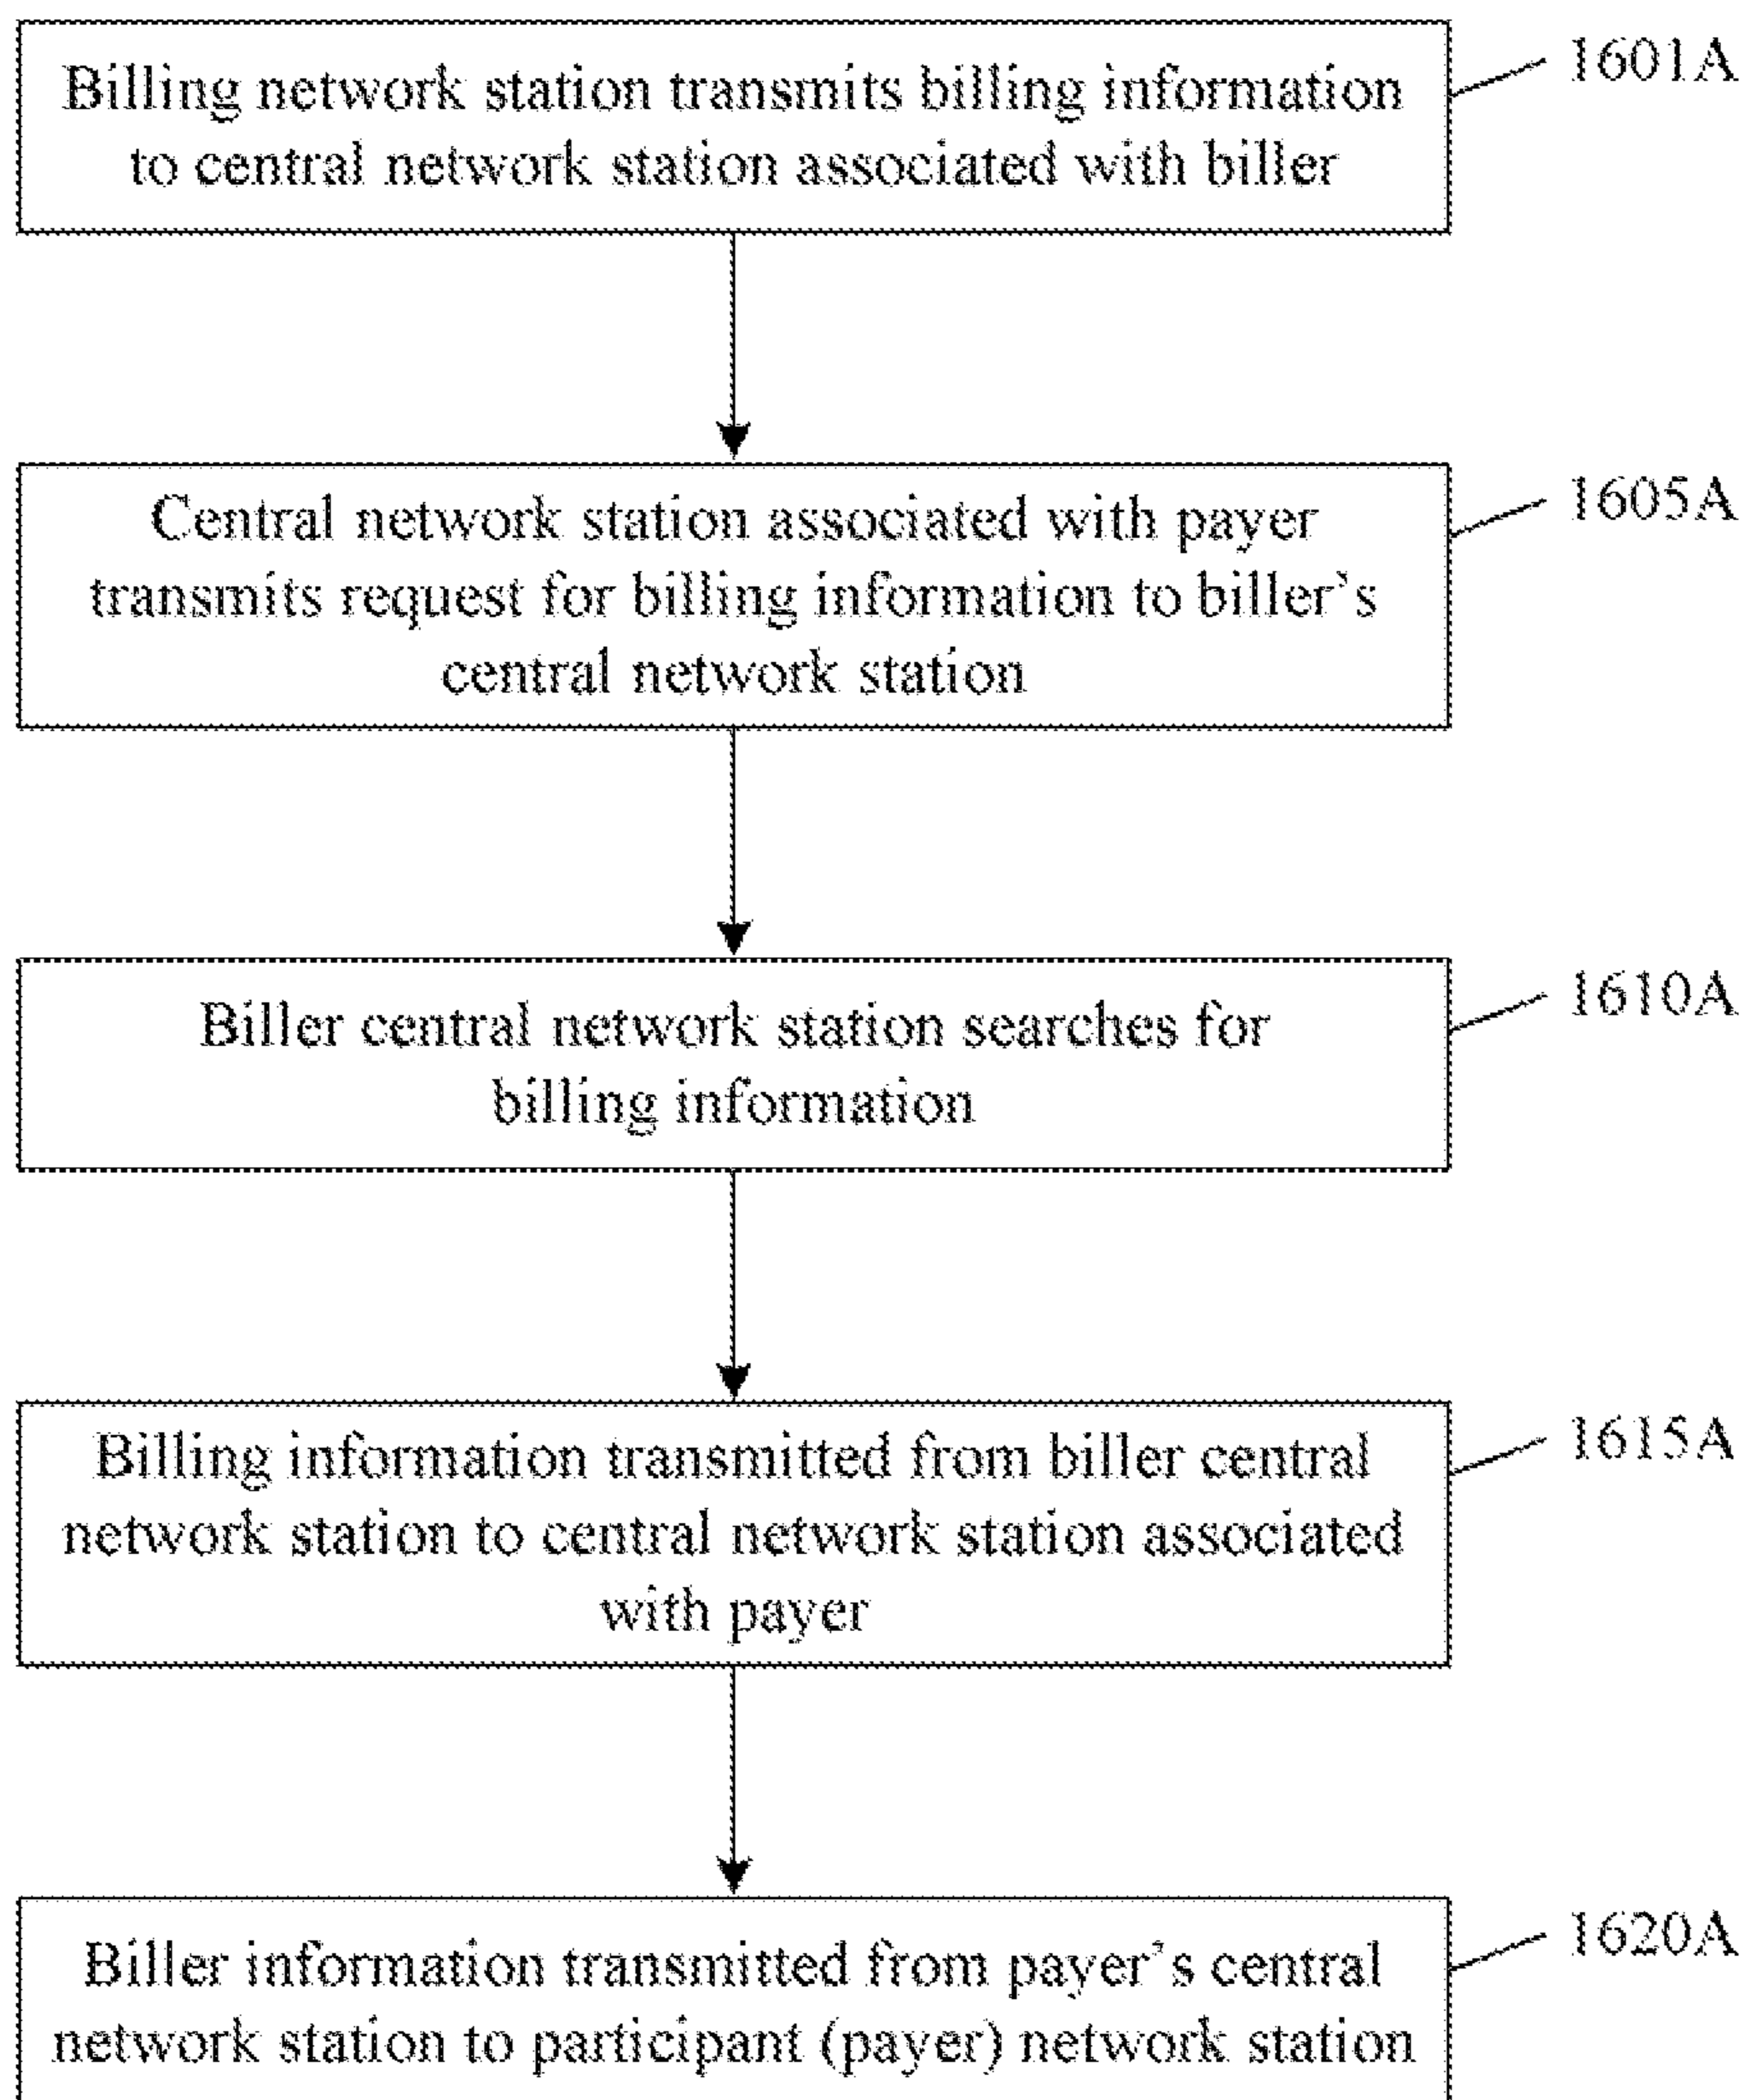 Billing network station transmits billing information
to central network station associated with biller
1601A
Central network station associated with payer
transmits request for billing information to biller's
central network station
1605A
Biller central network station searches for
billing information
1610A
Billing information transmitted from biller central
network station to central network station associated
with payer
1615A
Biller information transmitted from payer's central
network station to participant (payer) network station
1620A